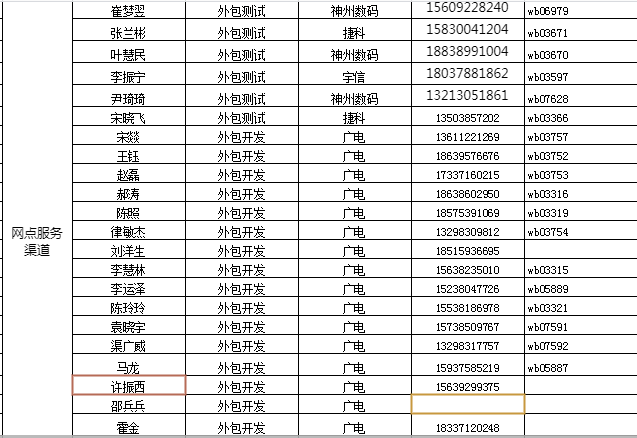 崔梦翌 外包测试 神州数码 15609228240 wb06979
张兰彬 外包测试 捷科 15830041204 wb03671
叶慧民 外包测试 神州数码 18838991004 wb03670
李振宁 外包测试 宇信 18037881862 wb03597
尹琦琦 外包测试 神州数码 13213051861 wb07628
宋晓飞 外包测试 捷科 13503857202 wb03366
宋燚 外包开发 广电 13611221269 wb03757
王钰 外包开发 广电 18639576676 wb03752
赵磊 外包开发 广电 17337160215 wb03753
郝涛 外包开发 广电 18638602950 wb03316
陈照 外包开发 广电 18575391069 wb03319
网点服务渠道
律敏杰 外包开发 广电 13298309812 wb03754
刘洋生 外包开发 广电 18515936695
李慧林 外包开发 广电 15638235010 wb03315
李运泽 外包开发 广电 15238047726 wb05889
陈玲玲 外包开发 广电 15538186978 wb03321
袁晓宇 外包开发 广电 15738509767 wb07591
渠广威 外包开发 广电 13298317757 wb07592
马龙 外包开发 广电 15937585219 wb05887
许振西 外包开发 广电 15639299375
邵兵兵 外包开发 广电
霍金 外包开发 广电 18337120248